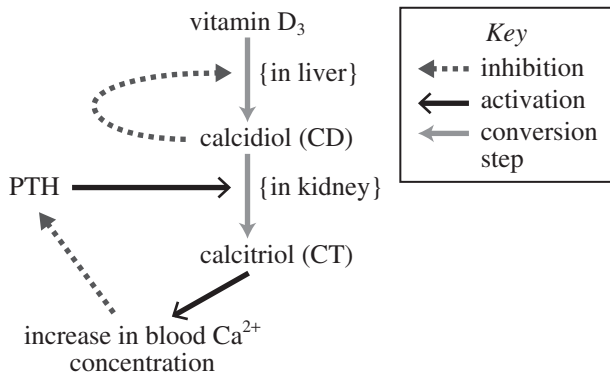 vitamin D₃
{in liver}
calcidiol (CD)
PTH
{in kidney}
calcitriol (CT)
increase in blood Ca²⁺
concentration
Key
inhibition
activation
conversion
step